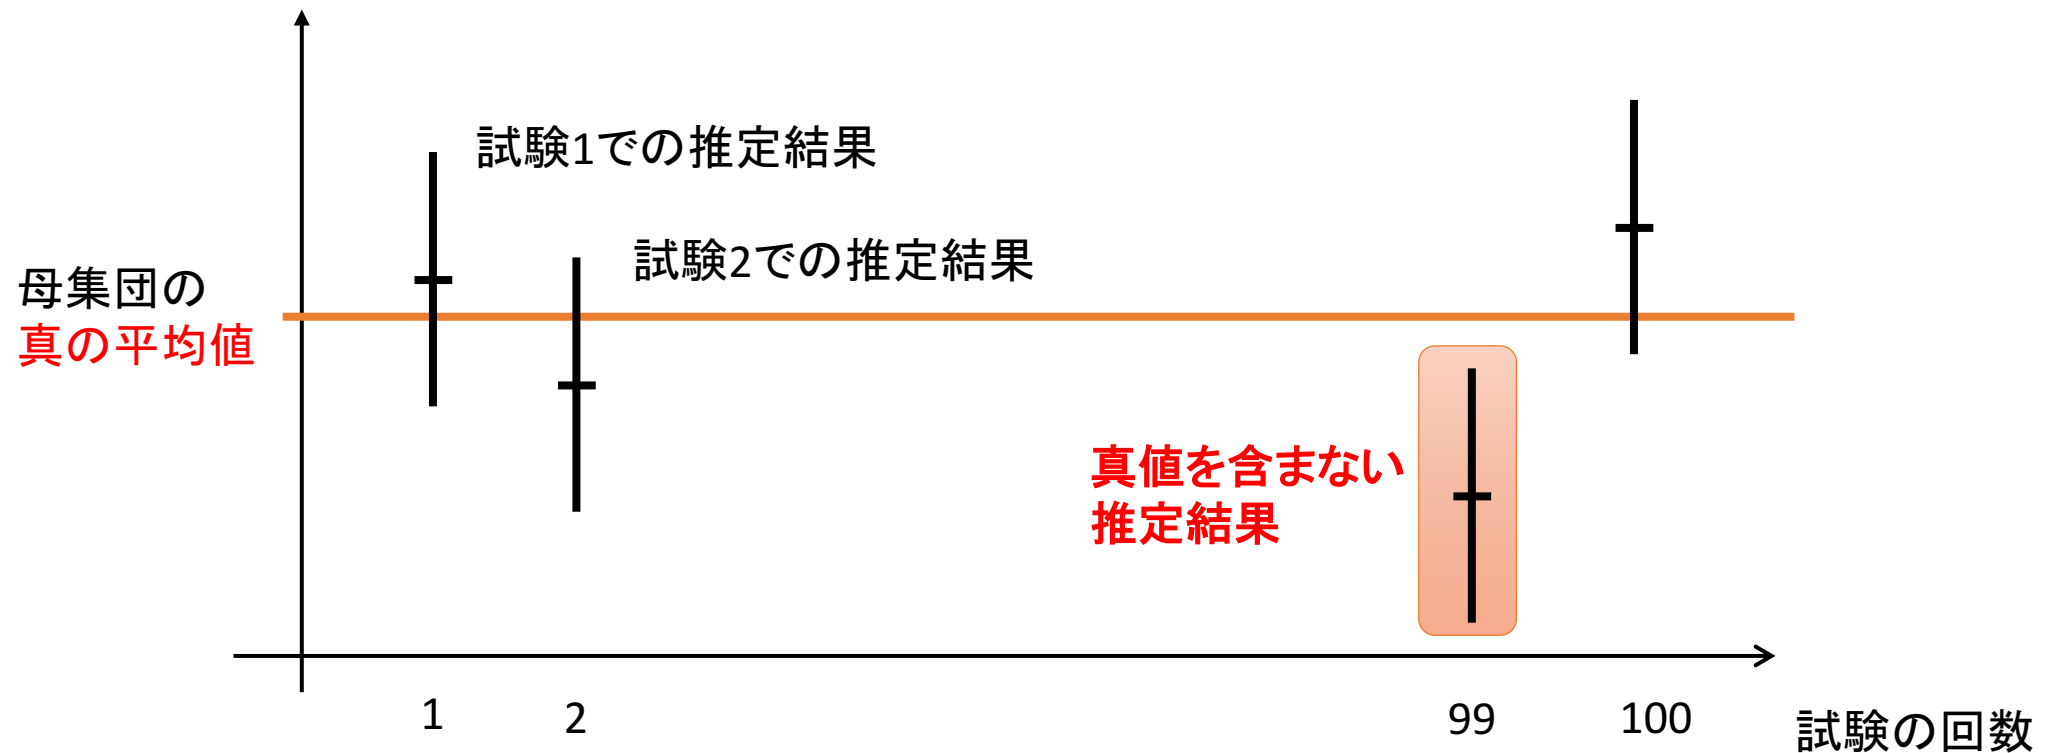 試験1での推定結果
試験2での推定結果
母集団の
真の平均値
真値を含まない
推定結果
1
2
99
100
試験の回数